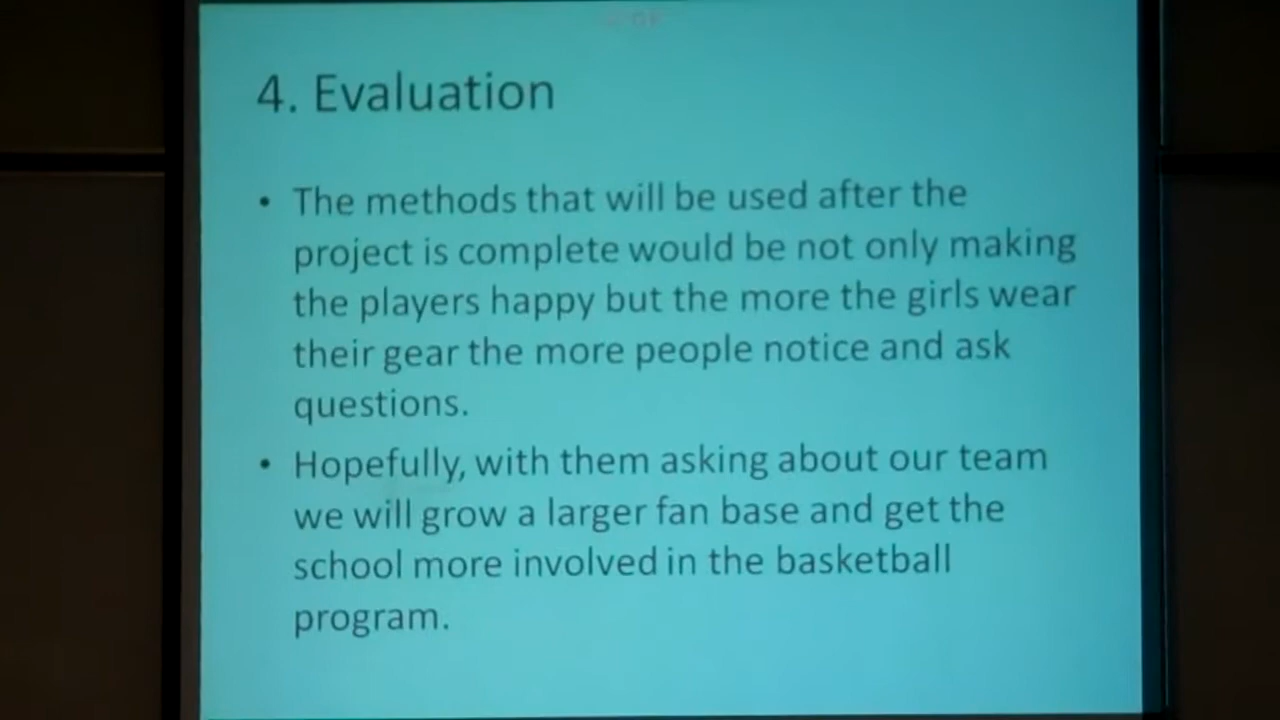 4. Evaluation
• The methods that will be used after the
project is complete would be not only making
the players happy but the more the girls wear
their gear the more people notice and ask
questions.
• Hopefully, with them asking about our team
we will grow a larger fan base and get the
school more involved in the basketball
program.